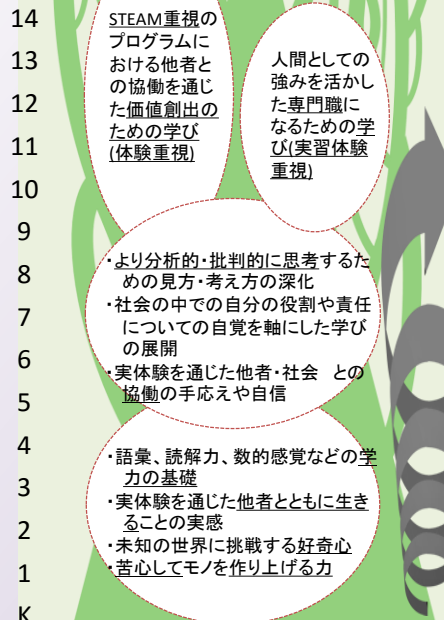 14
13
12
11
10
9
8
7
6
5
4
3
2
1
K
STEAM重視の
プログラムに
おける他者と
の協働を通じ
た価値創出の
ための学び
(体験重視)
人間としての
強みを活かし
た専門職に
なるための学
び(実習体験
重視)
・より分析的・批判的に思考するた
めの見方・考え方の深化
・社会の中での自分の役割や責任
についての自覚を軸にした学び
の展開
・実体験を通じた他者・社会　との
協働の手応えや自信
・語彙、読解力、数的感覚などの学
力の基礎
・実体験を通じた他者とともに生き
ることの実感
・未知の世界に挑戦する好奇心
・苦心してモノを作り上げる力